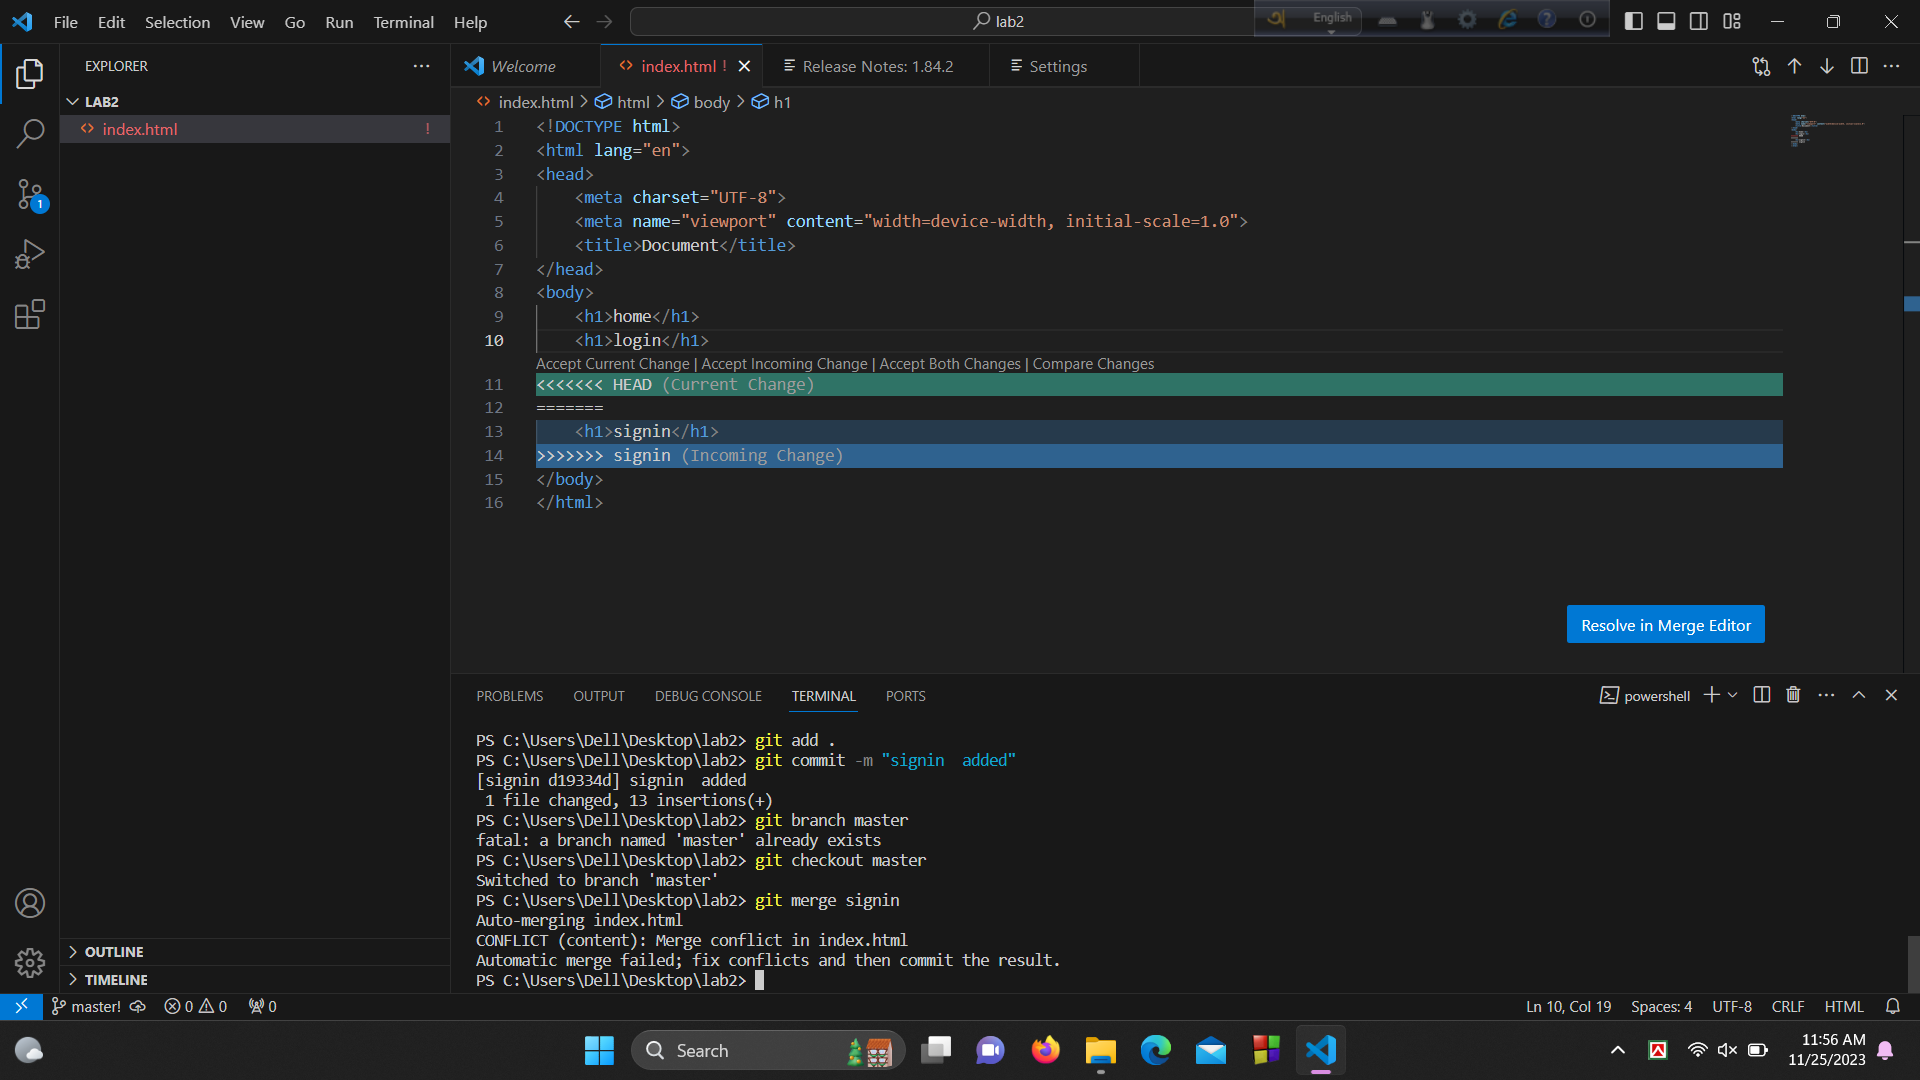 File Edit Selection View Go Run Terminal Help
lab2
English
EXPLORER
LAB2
index.html !
1
OUTLINE
TIMELINE
Welcome
index.html !
Release Notes: 1.84.2
Settings
index.html > html > body > h1
1 <!DOCTYPE html>
2 <html lang="en">
3 <head>
4 <meta charset="UTF-8">
5 <meta name="viewport" content="width=device-width, initial-scale=1.0">
6 <title>Document</title>
7 </head>
8 <body>
9 <h1>home</h1>
10 <h1>login</h1>
Accept Current Change | Accept Incoming Change | Accept Both Changes | Compare Changes
11 <<<<<<< HEAD (Current Change)
12 =======
13 <h1>signin</h1>
14 >>>>>>> signin (Incoming Change)
15 </body>
16 </html>
Resolve in Merge Editor
PROBLEMS OUTPUT DEBUG CONSOLE TERMINAL PORTS
powershell
PS C:\Users\Dell\Desktop\lab2> git add .
PS C:\Users\Dell\Desktop\lab2> git commit -m "signin  added"
[signin d19334d] signin  added
1 file changed, 13 insertions(+)
PS C:\Users\Dell\Desktop\lab2> git branch master
fatal: a branch named 'master' already exists
PS C:\Users\Dell\Desktop\lab2> git checkout master
Switched to branch 'master'
PS C:\Users\Dell\Desktop\lab2> git merge signin
Auto-merging index.html
CONFLICT (content): Merge conflict in index.html
Automatic merge failed; fix conflicts and then commit the result.
PS C:\Users\Dell\Desktop\lab2>
master! 0 0 0
Ln 10, Col 19 Spaces: 4 UTF-8 CRLF HTML
Search
11:56 AM
11/25/2023